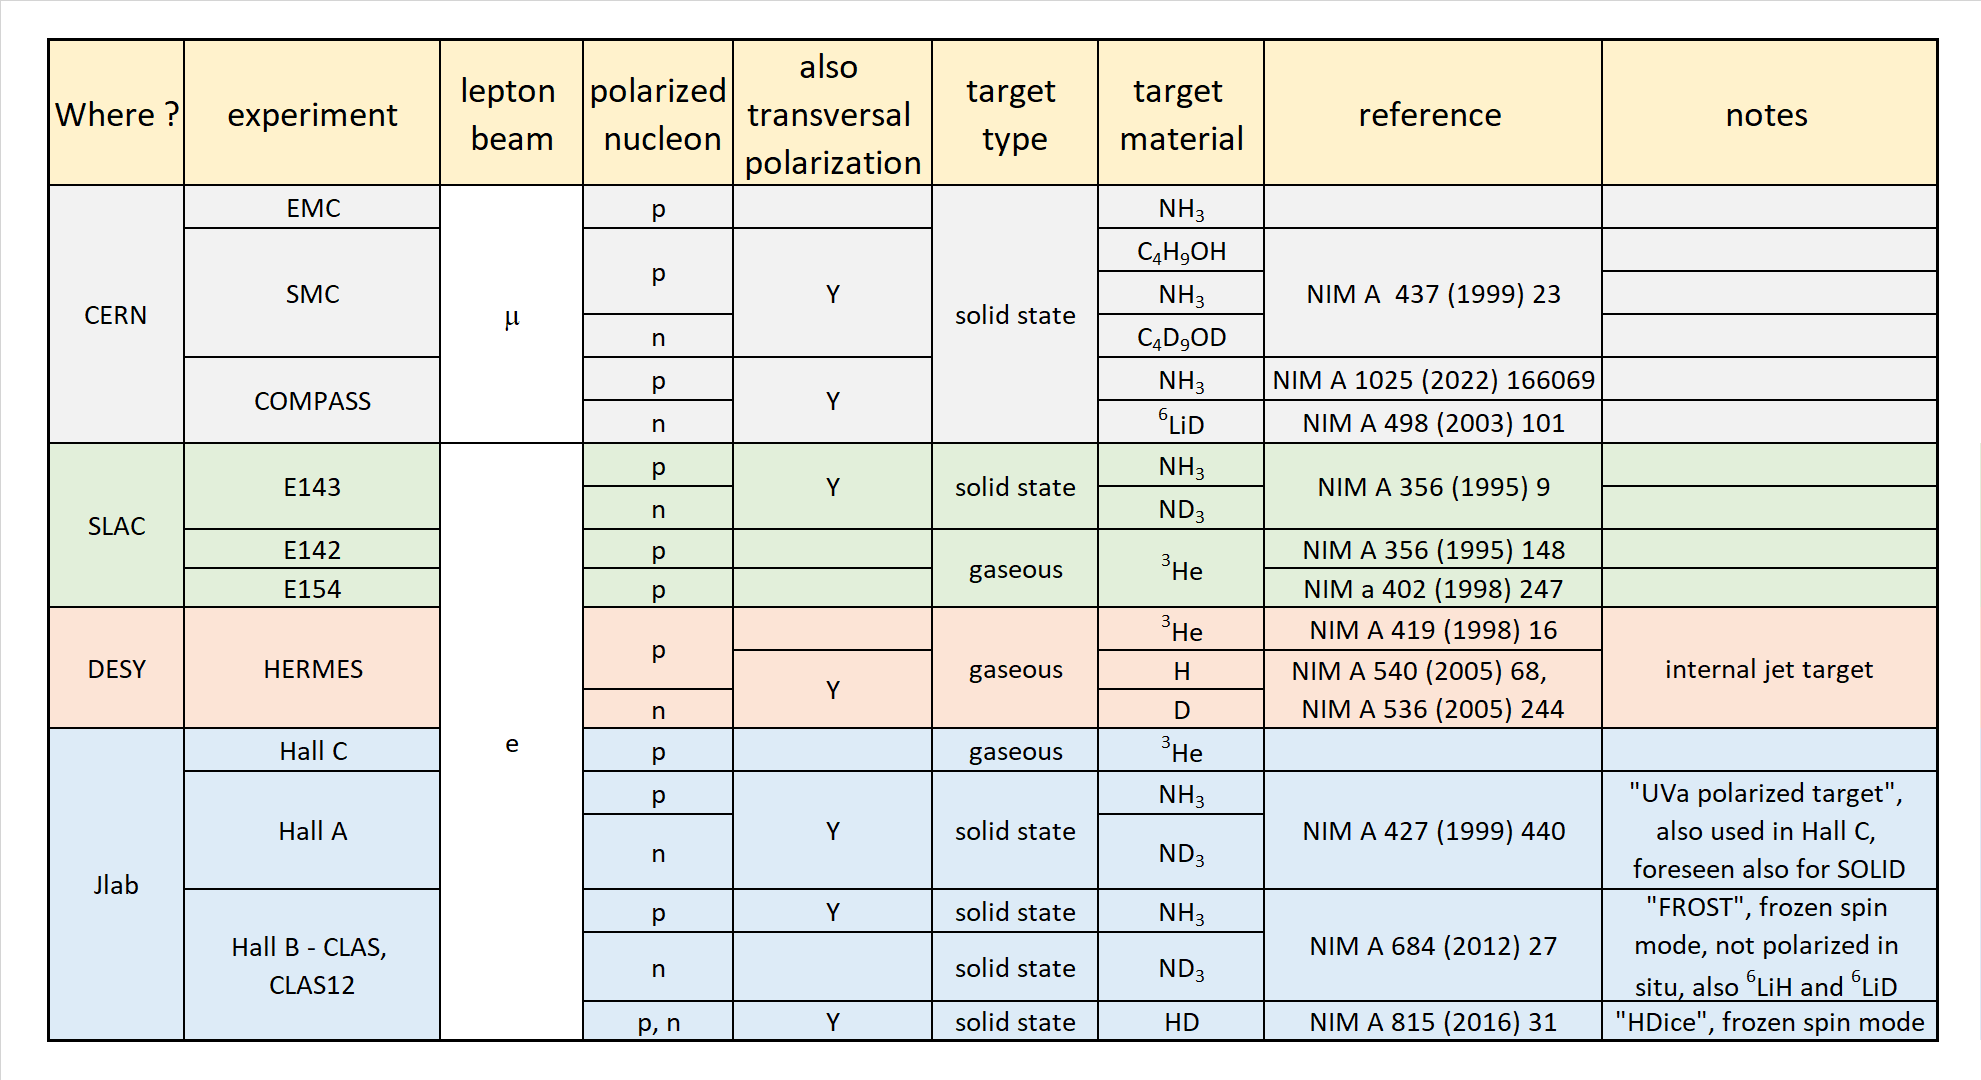 Where ?
experiment
lepton
beam
polarized
nucleon
also
transversal
polarization
target
type
target
material
reference
notes
CERN
EMC
μ
p
solid state
NH₃
SMC
p
Y
C₄H₉OH
NIM A  437 (1999) 23
NH₃
n
C₄D₉OD
COMPASS
p
Y
NH₃
NIM A 1025 (2022) 166069
n
⁶LiD
NIM A 498 (2003) 101
SLAC
E143
e
p
Y
solid state
NH₃
NIM A 356 (1995) 9
n
ND₃
E142
p
gaseous
³He
NIM A 356 (1995) 148
E154
p
NIM a 402 (1998) 247
DESY
HERMES
p
gaseous
³He
NIM A 419 (1998) 16
internal jet target
Y
H
NIM A 540 (2005) 68,
NIM A 536 (2005) 244
n
D
Jlab
Hall C
p
gaseous
³He
Hall A
p
Y
solid state
NH₃
NIM A 427 (1999) 440
"UVa polarized target",
also used in Hall C,
foreseen also for SOLID
n
ND₃
Hall B - CLAS,
CLAS12
p
Y
solid state
NH₃
NIM A 684 (2012) 27
"FROST", frozen spin
mode, not polarized in
situ, also ⁶LiH and ⁶LiD
n
solid state
ND₃
p, n
Y
solid state
HD
NIM A 815 (2016) 31
"HDice", frozen spin mode